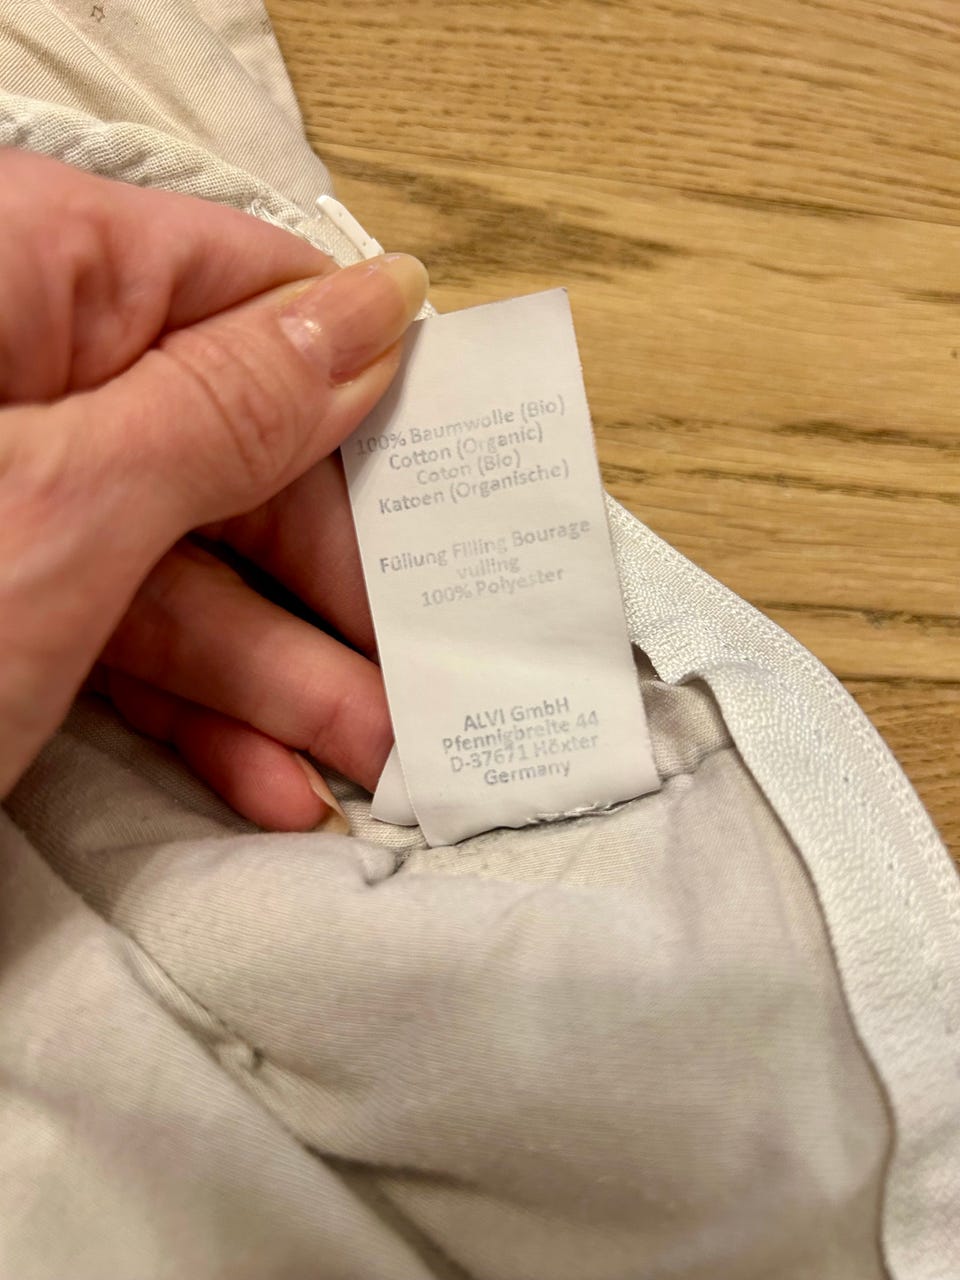 100% Baumwolle (Bio)
Cotton (Organic)
Coton (Bio)
Katoen (Organische)
Füllung Filling Bourage
vulling
100% Polyester
ALVI GmbH
Pfennigbreite 44
D-37671 Höxter
Germany